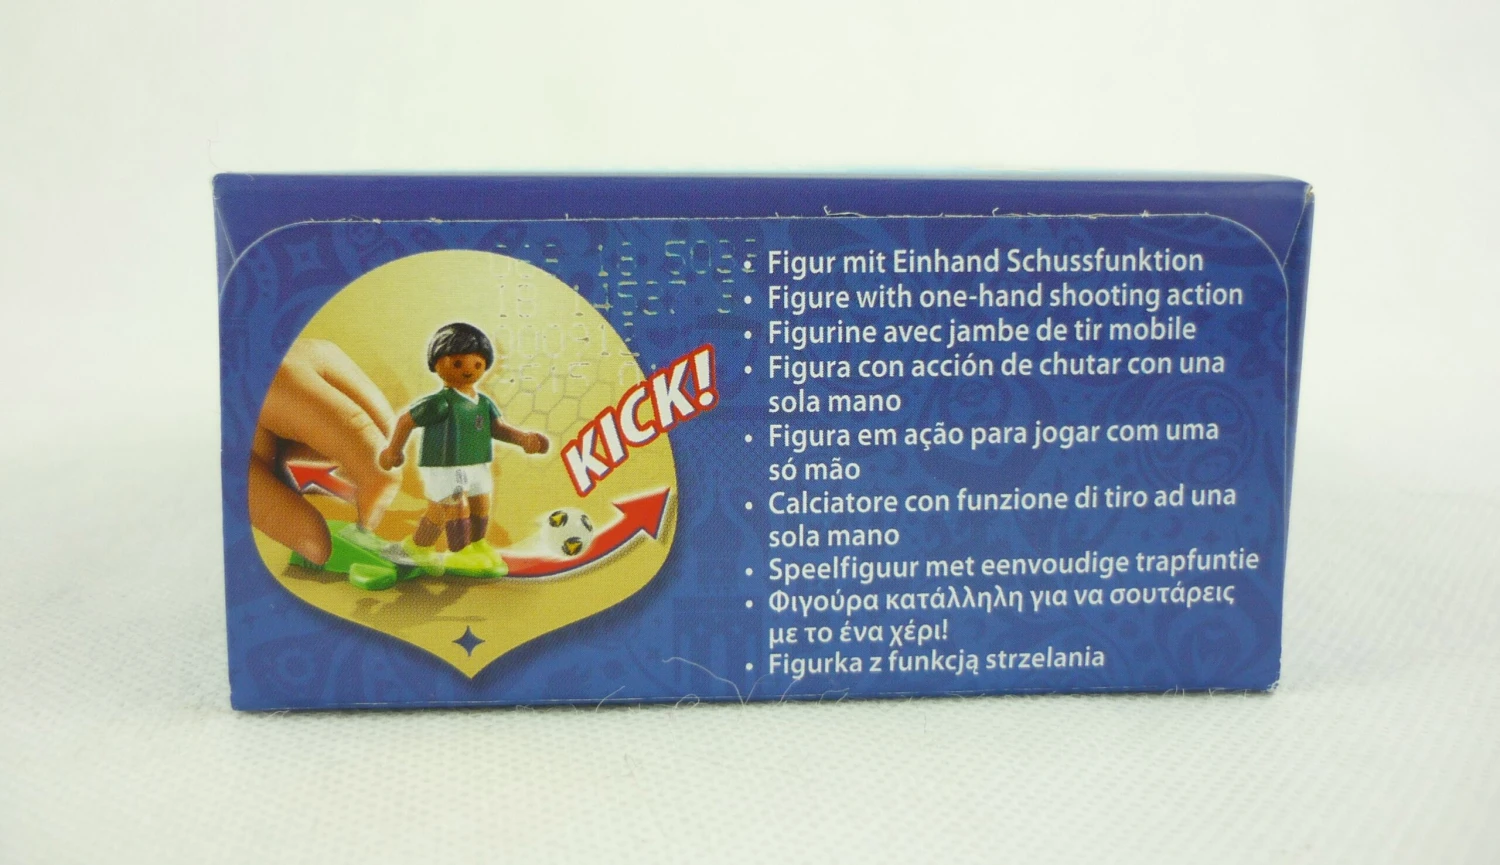 KICK!
• Figur mit Einhand Schussfunktion
• Figure with one-hand shooting action
• Figurine avec jambe de tir mobile
• Figura con acción de chutar con una
sola mano
• Figura em ação para jogar com uma
só mão
• Calciatore con funzione di tiro ad una
sola mano
• Speelfiguur met eenvoudige trapfuntie
• Φιγούρα κατάλληλη για να σουτάρεις
με το ένα χέρι!
• Figurka z funkcją strzelania